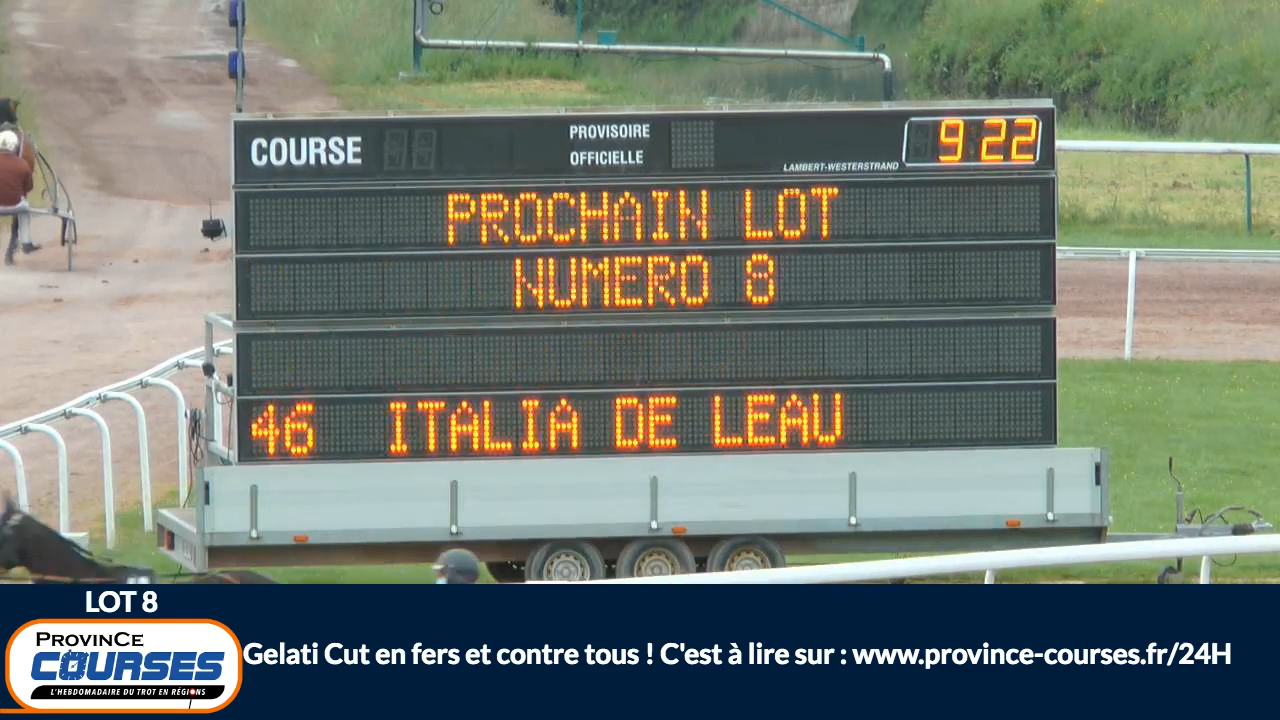 COURSE
PROVISOIRE
OFFICIELLE
LAMBERT-WESTERSTRAND
9 22
PROCHAIN LOT
NUMERO 8
46 ITALIA DE LEAU
LOT 8
PROVINCE
COURSES
L'HEBDOMADAIRE DU TROT EN RÉGIONS
Gelati Cut en fers et contre tous ! C'est à lire sur : www.province-courses.fr/24H